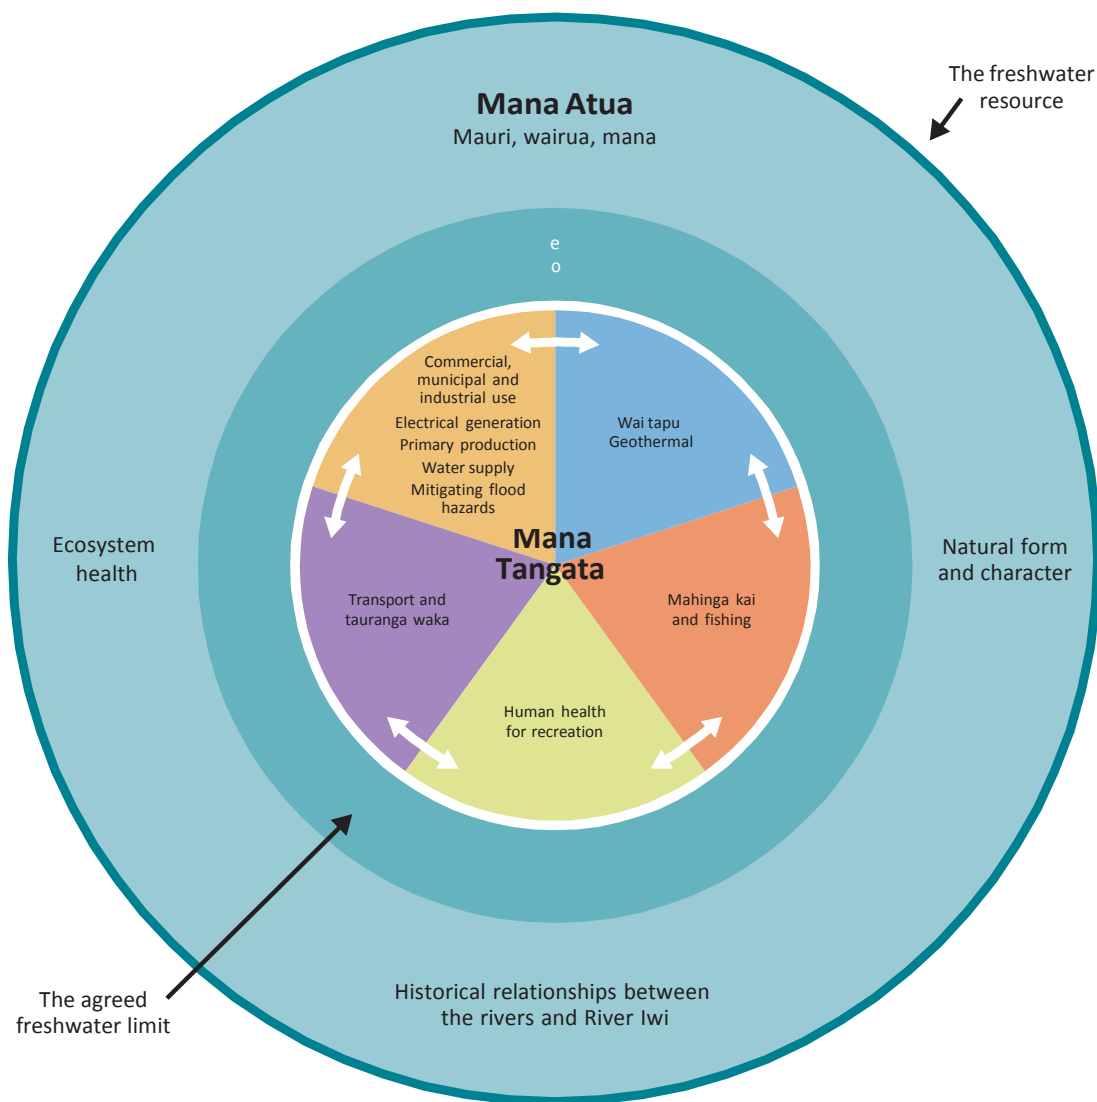 The freshwater
resource
Mana Atua
Mauri, wairua, mana
e
o
Commercial,
municipal and
industrial use
Electrical generation
Primary production
Water supply
Mitigating flood
hazards
Wai tapu
Geothermal
Mana
Tangata
Ecosystem
health
Natural form
and character
Transport and
tauranga waka
Mahinga kai
and fishing
Human health
for recreation
The agreed
freshwater limit
Historical relationships between
the rivers and River Iwi